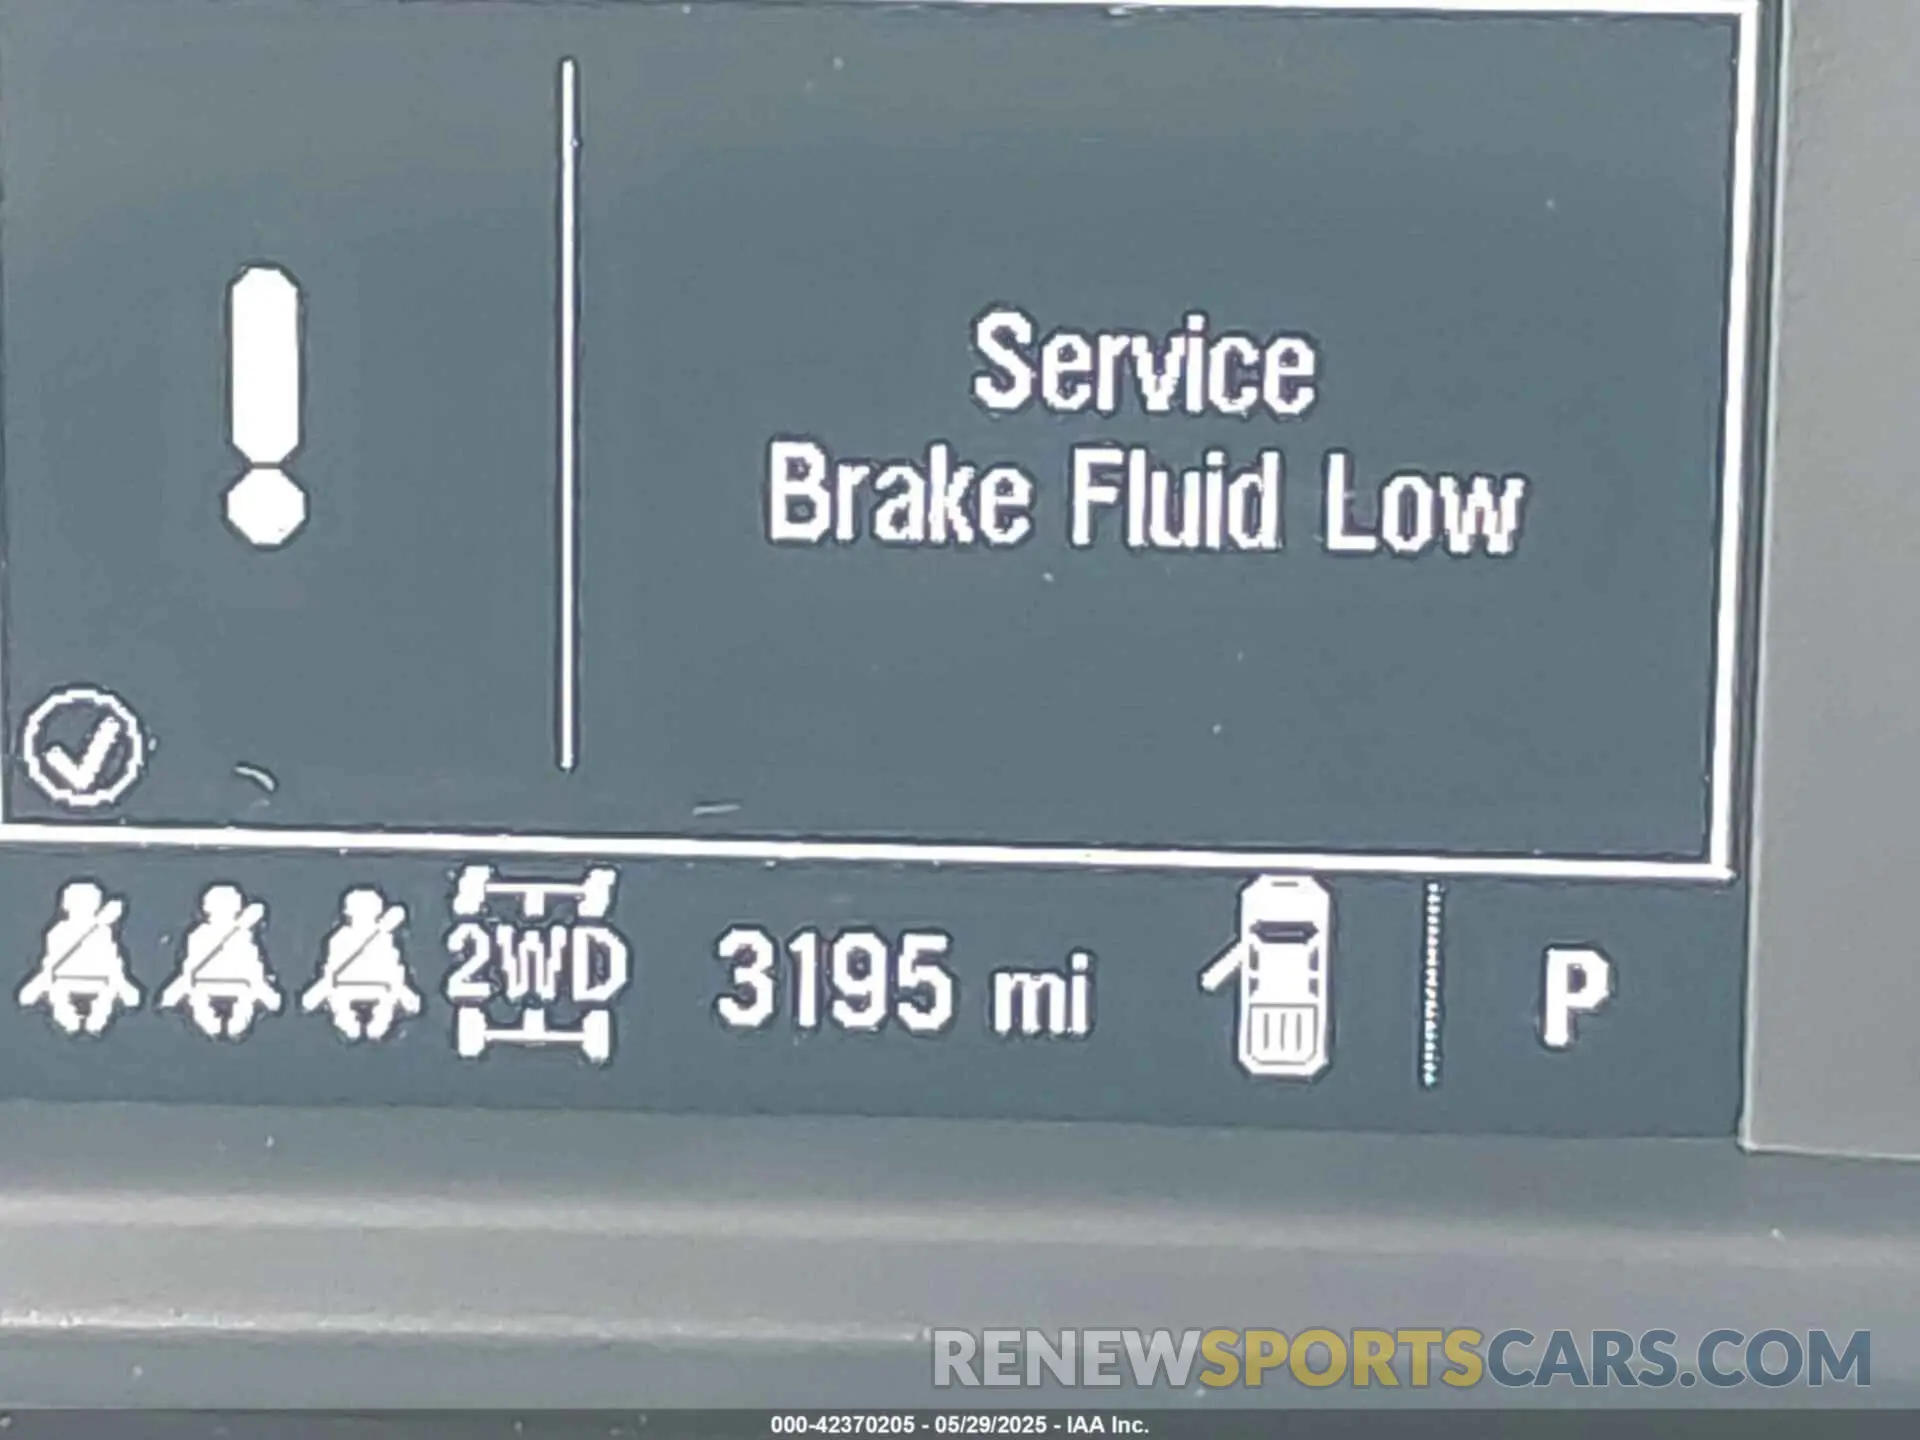 Service
Brake Fluid Low
2WD
3195 mi
P
RENEWSPORTSCARS.COM
000-42370205 - 05/29/2025 - IAA Inc.